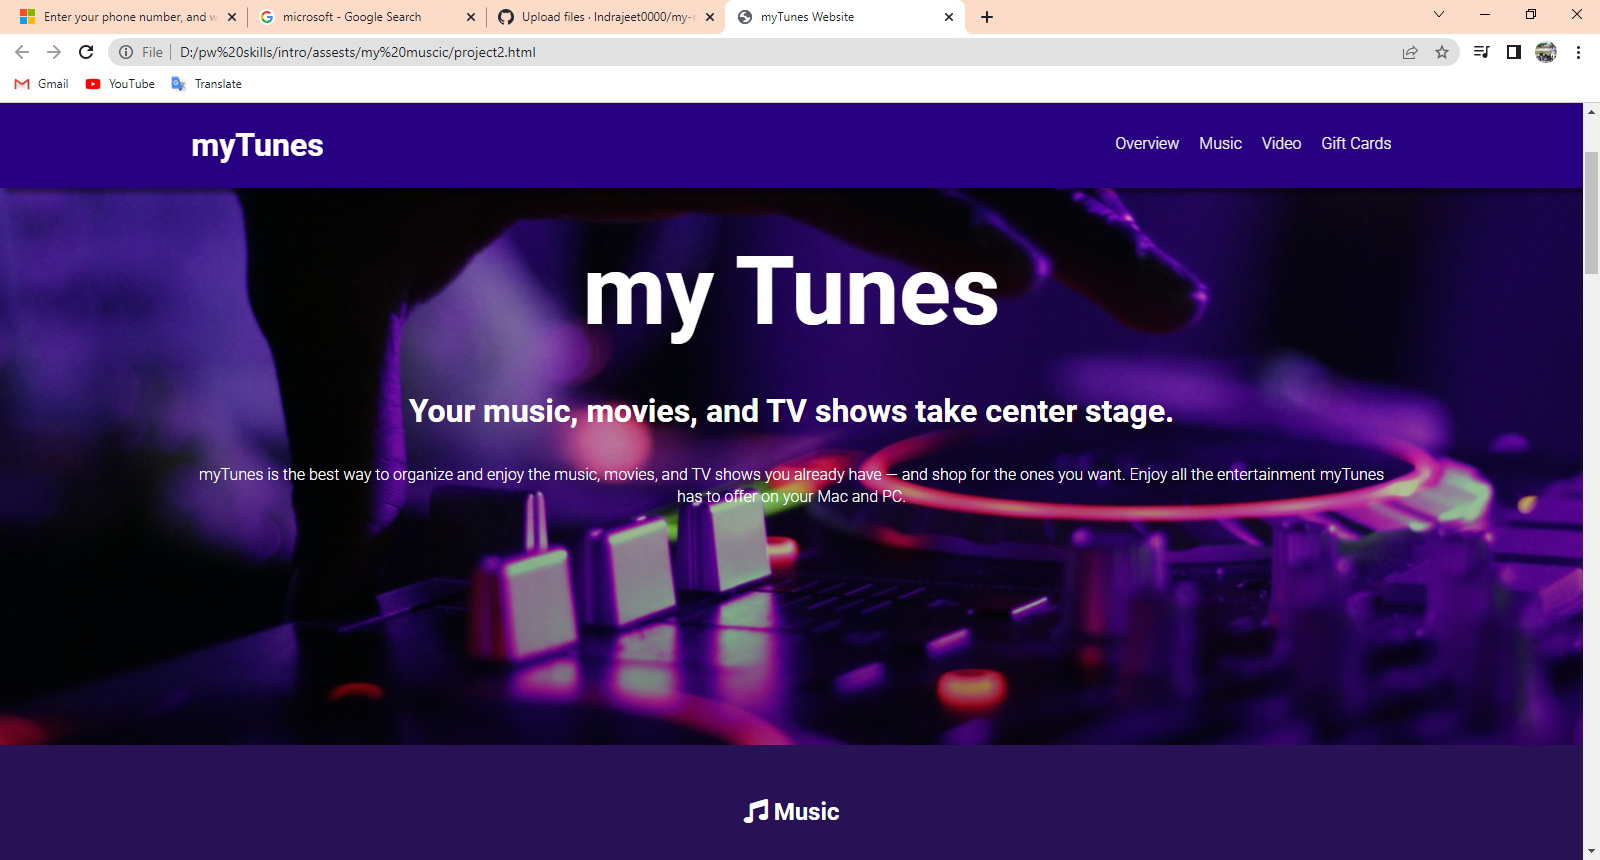 Enter your phone number, and w
microsoft - Google Search
Upload files · Indrajeet0000/my-
myTunes Website
File
D:/pw%20skills/intro/assests/my%20muscic/project2.html
Gmail
YouTube
Translate
myTunes
Overview
Music
Video
Gift Cards
my Tunes
Your music, movies, and TV shows take center stage.
myTunes is the best way to organize and enjoy the music, movies, and TV shows you already have — and shop for the ones you want. Enjoy all the entertainment myTunes
has to offer on your Mac and PC.
Music